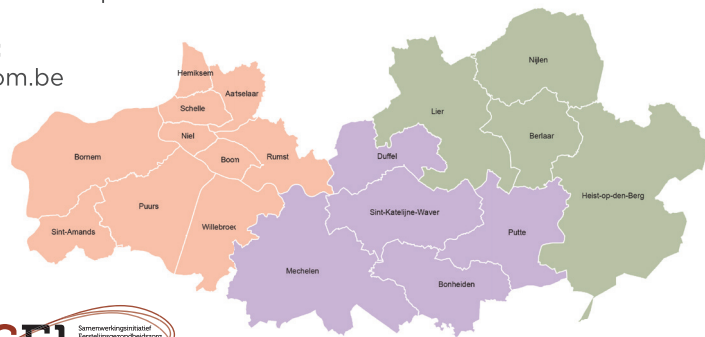 om.be
Hemiksem
Aatselaar
Schelle
Niel
Boom
Rumst
Bornem
Puurs
Sint-Amands
Willebroek
Nijlen
Lier
Berlaar
Duffel
Heist-op-den-Berg
Sint-Katelijne-Waver
Putte
Mechelen
Bonheiden
Samenwerkingsinitiatief